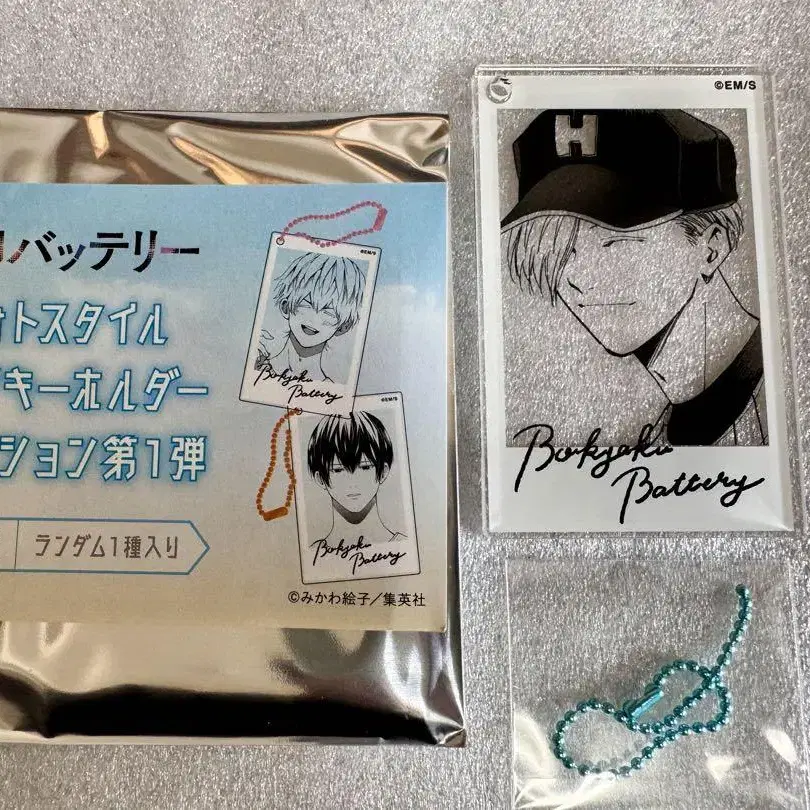 バッテリー
トスタイル
キーホルダー
ション第1弾
ランダム1種入り
©EM/S
Bokyaku
Battery
©EM/S
Bokyaku
Battery
©みかわ絵子/集英社
©EM/S
H
Bokyaku
Battery